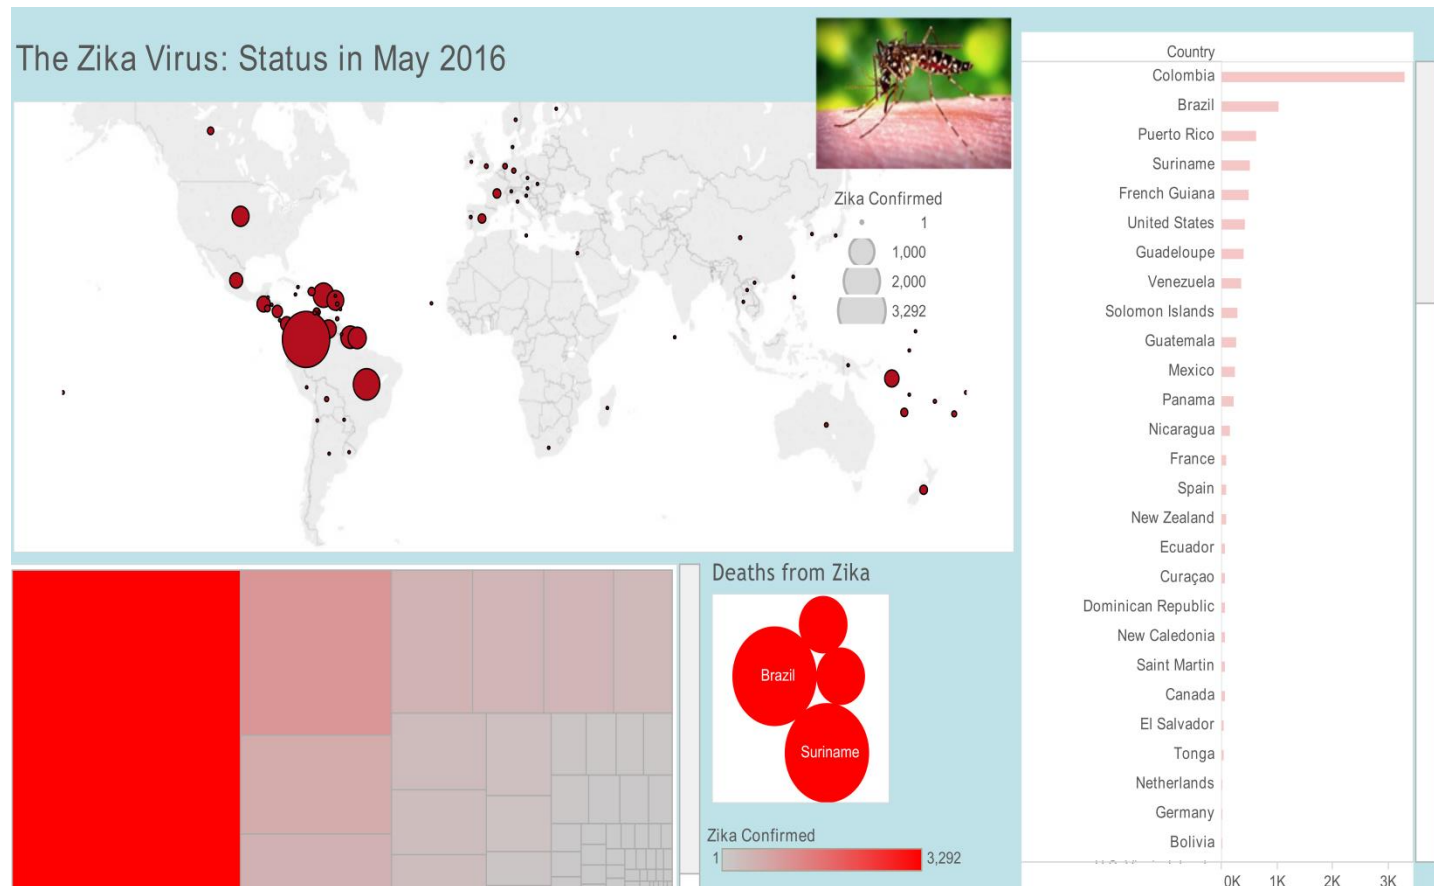 The Zika Virus: Status in May 2016
Zika Confirmed
1
1,000
2,000
3,292
Deaths from Zika
Brazil
Suriname
Zika Confirmed
1
3,292
Country
Colombia
Brazil
Puerto Rico
Suriname
French Guiana
United States
Guadeloupe
Venezuela
Solomon Islands
Guatemala
Mexico
Panama
Nicaragua
France
Spain
New Zealand
Ecuador
Curaçao
Dominican Republic
New Caledonia
Saint Martin
Canada
El Salvador
Tonga
Netherlands
Germany
Bolivia
0K 1K 2K 3K